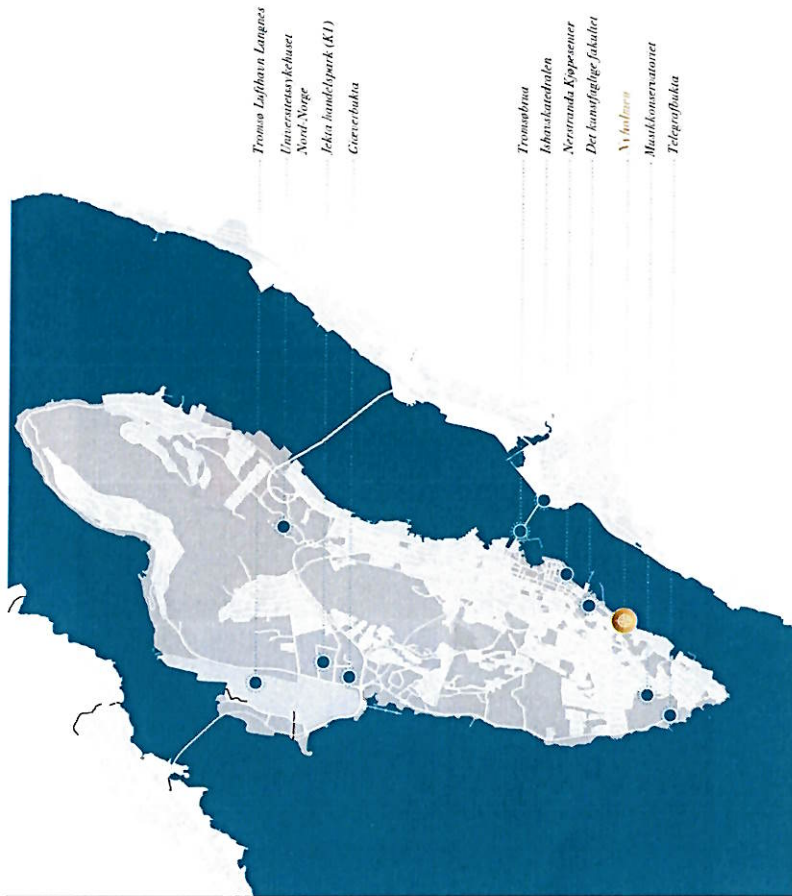 Tromsø Lufthavn Langnes
Universitetssykehuset
Nord-Norge
Jekta handelspark (K1)
Giæverbukta
Tromsøbrua
Ishavskatedralen
Nerstranda Kjøpesenter
Det kunstfaglige fakultet
Nyholmen
Musikkonservatoriet
Telegrafbukta